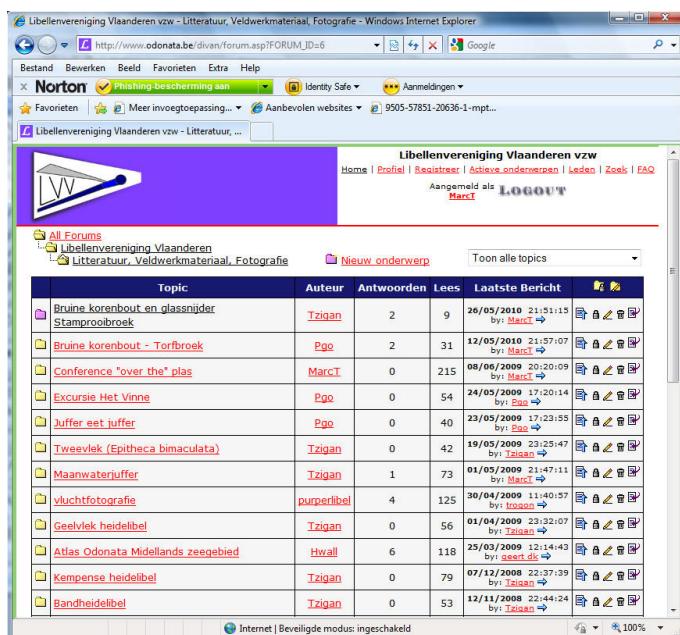 Libellenvereniging Vlaanderen vzw - Litteratuur, Veldwerkmateriaal, Fotografie - Windows Internet Explorer
http://www.odonata.be/divan/forum.asp?FORUM_ID=6
Google
Bestand Bewerken Beeld Favorieten Extra Help
x Norton Phishing-bescherming aan Identity Safe Aanmeldingen
Favorieten Meer invoegtoepassing... Aanbevolen websites 9505-57851-20636-1-mpt...
Libellenvereniging Vlaanderen vzw - Litteratuur, ...
LVV
Libellenvereniging Vlaanderen vzw
Home | Profiel | Registreer | Actieve onderwerpen | Leden | Zoek | FAQ
Aangemeld als
MarcT
LOGOUT
All Forums
Libellenvereniging Vlaanderen
Litteratuur, Veldwerkmateriaal, Fotografie
Nieuw onderwerp
Toon alle topics
Topic Auteur Antwoorden Lees Laatste Bericht
Bruine korenbout en glassnijder Stamprooibroek Tzigan 2 9 26/05/2010 21:51:15
by: MarcT
Bruine korenbout - Torfbroek Pgo 2 31 12/05/2010 21:57:07
by: MarcT
Conference "over the" plas MarcT 0 215 08/06/2009 20:20:09
by: MarcT
Excursie Het Vinne Pgo 0 54 24/05/2009 17:20:14
by: Pgo
Juffer eet juffer Pgo 0 40 23/05/2009 17:23:55
by: Pgo
Tweevlek (Epitheca bimaculata) Tzigan 0 42 19/05/2009 23:25:47
by: Tzigan
Maanwaterjuffer Tzigan 1 73 01/05/2009 21:47:11
by: MarcT
vluchtfotografie purperlibel 4 125 30/04/2009 11:40:57
by: trogon
Geelvlek heidelibel Tzigan 0 56 01/04/2009 23:32:07
by: Tzigan
Atlas Odonata Midellands zeegebied Hwall 6 118 25/03/2009 12:14:43
by: geert dk
Kempense heidelibel Tzigan 0 79 07/12/2008 22:37:39
by: Tzigan
Bandheidelibel Tzigan 0 53 12/11/2008 22:44:24
by: Tzigan
Internet | Beveiligde modus: ingeschakeld
100%